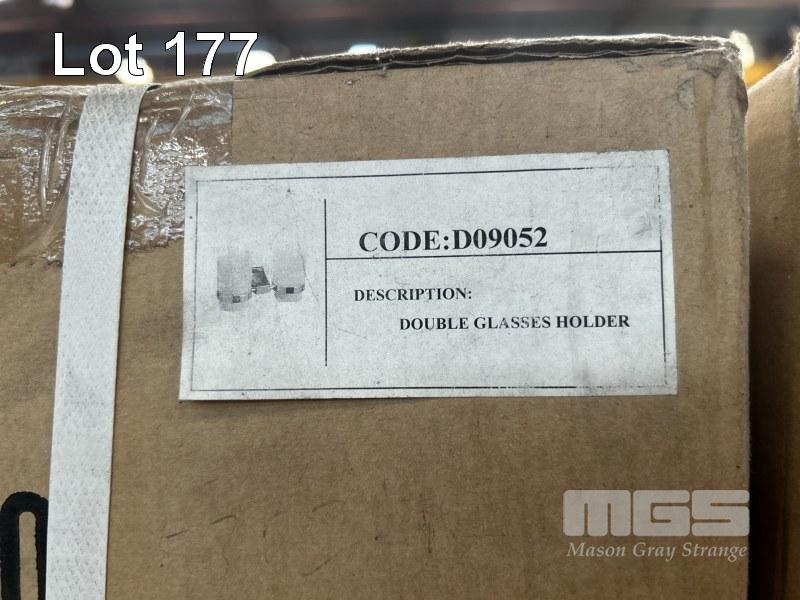 Lot 177
CODE:D09052
DESCRIPTION:
DOUBLE GLASSES HOLDER
MGS
Mason Gray Strange